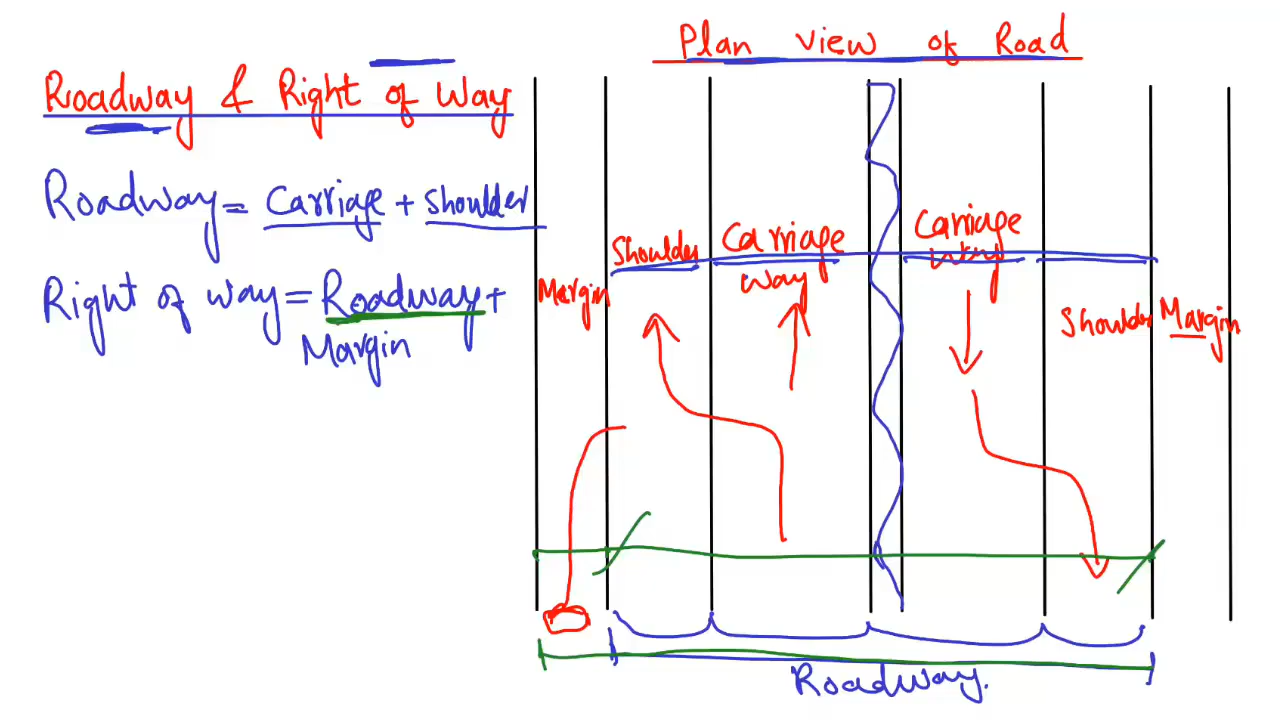 Plan view of Road
Roadway & Right of Way
Roadway = Carriage + Shoulder
Right of way = Roadway +
Margin
Margin
Shoulder
Carriage
way
Carriage
way
Shoulder
Margin
Roadway.